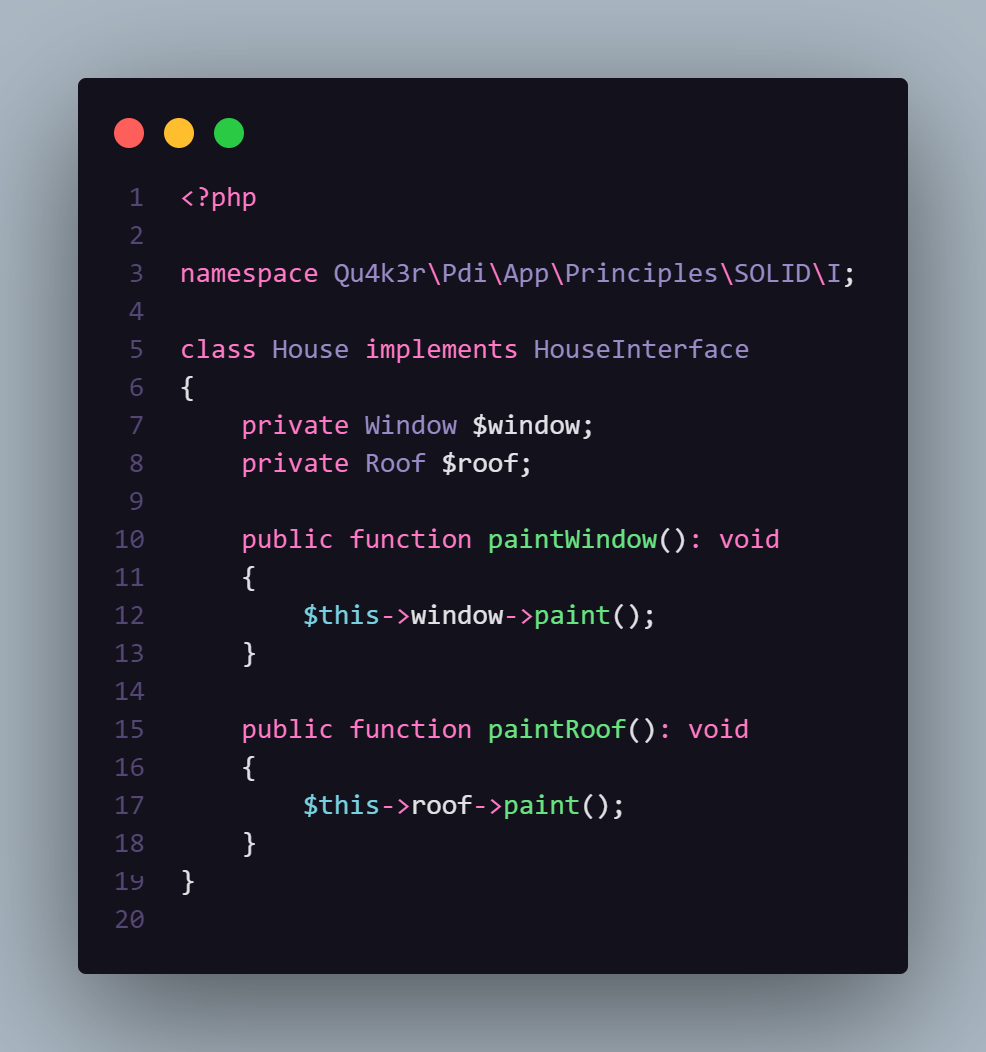 1 <?php
2
3 namespace Qu4k3r\Pdi\App\Principles\SOLID\I;
4
5 class House implements HouseInterface
6 {
7     private Window $window;
8     private Roof $roof;
9
10     public function paintWindow(): void
11     {
12         $this->window->paint();
13     }
14
15     public function paintRoof(): void
16     {
17         $this->roof->paint();
18     }
19 }
20